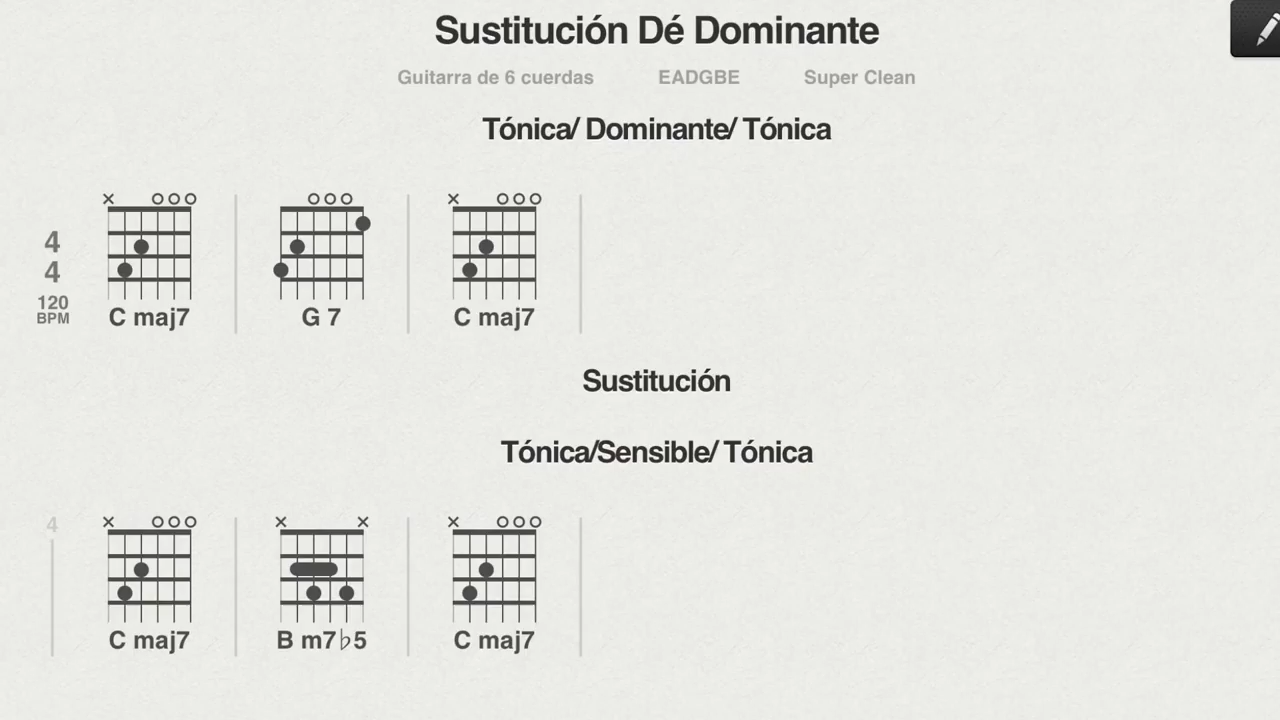 Sustitución Dé Dominante
Guitarra de 6 cuerdas EADGBE Super Clean
Tónica/ Dominante/ Tónica
4
4
120
BPM
C maj7 G 7 C maj7
Sustitución
Tónica/Sensible/ Tónica
4
C maj7 B m7♭5 C maj7